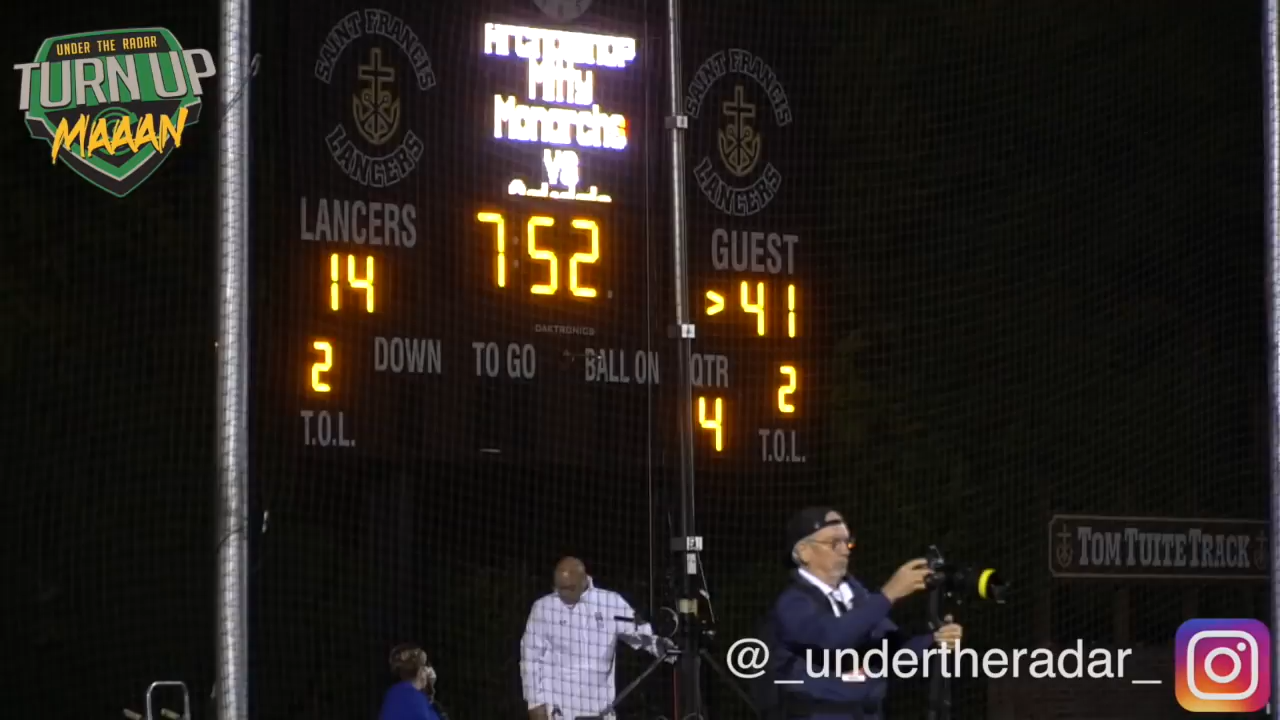 UNDER THE RADAR
TURN UP
MAAAN
SAINT FRANCIS
LANCERS
Archbishop
Mitty
Monarchs
vs
SAINT FRANCIS
LANCERS
LANCERS
7:52
GUEST
14
>41
DAKTRONICS
DOWN TO GO BALL ON QTR
2
2
4
T.O.L.
T.O.L.
TOM TUITE TRACK
@_undertheradar_